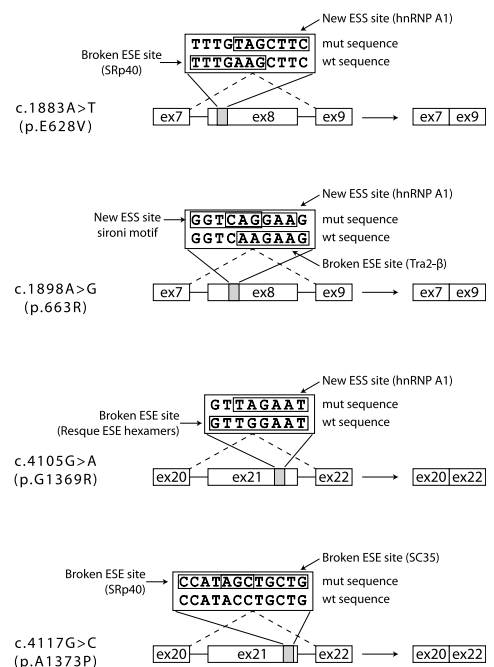 New ESS site (hnRNP A1)
TTTGTAGCTTC mut sequence
Broken ESE site
(SRp40)
TTTGAAGCTTC wt sequence
c.1883A>T
(p.E628V)
ex7 ex8 ex9 ex7 ex9
New ESS site (hnRNP A1)
New ESS site
sironi motif
GGTCAGGAAG mut sequence
GGTCAAGAAG wt sequence
Broken ESE site (Tra2-β)
c.1898A>G
(p.663R)
ex7 ex8 ex9 ex7 ex9
New ESS site (hnRNP A1)
GTTAGAAT mut sequence
Broken ESE site
(Resque ESE hexamers)
GTTGGAAT wt sequence
c.4105G>A
(p.G1369R)
ex20 ex21 ex22 ex20 ex22
Broken ESE site (SC35)
Broken ESE site
(SRp40)
CCATAGCTGCTG mut sequence
CCATACCTGCTG wt sequence
c.4117G>C
(p.A1373P)
ex20 ex21 ex22 ex20 ex22